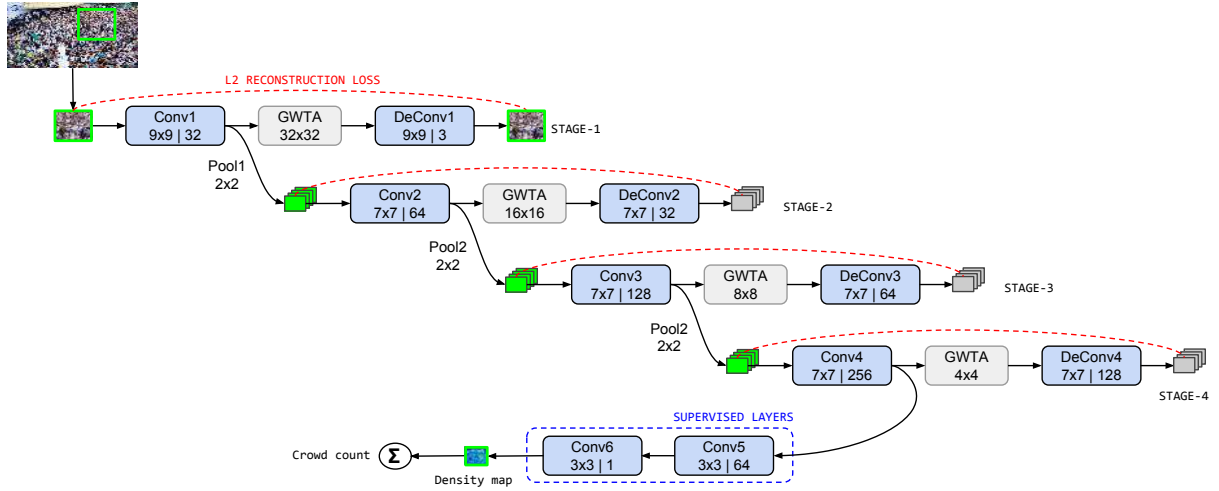 L2 RECONSTRUCTION LOSS
Conv1
9x9 | 32
GWTA
32x32
DeConv1
9x9 | 3
STAGE-1
Pool1
2x2
Conv2
7x7 | 64
GWTA
16x16
DeConv2
7x7 | 32
STAGE-2
Pool2
2x2
Conv3
7x7 | 128
GWTA
8x8
DeConv3
7x7 | 64
STAGE-3
Pool2
2x2
Conv4
7x7 | 256
GWTA
4x4
DeConv4
7x7 | 128
STAGE-4
SUPERVISED LAYERS
Crowd count
Σ
Density map
Conv6
3x3 | 1
Conv5
3x3 | 64